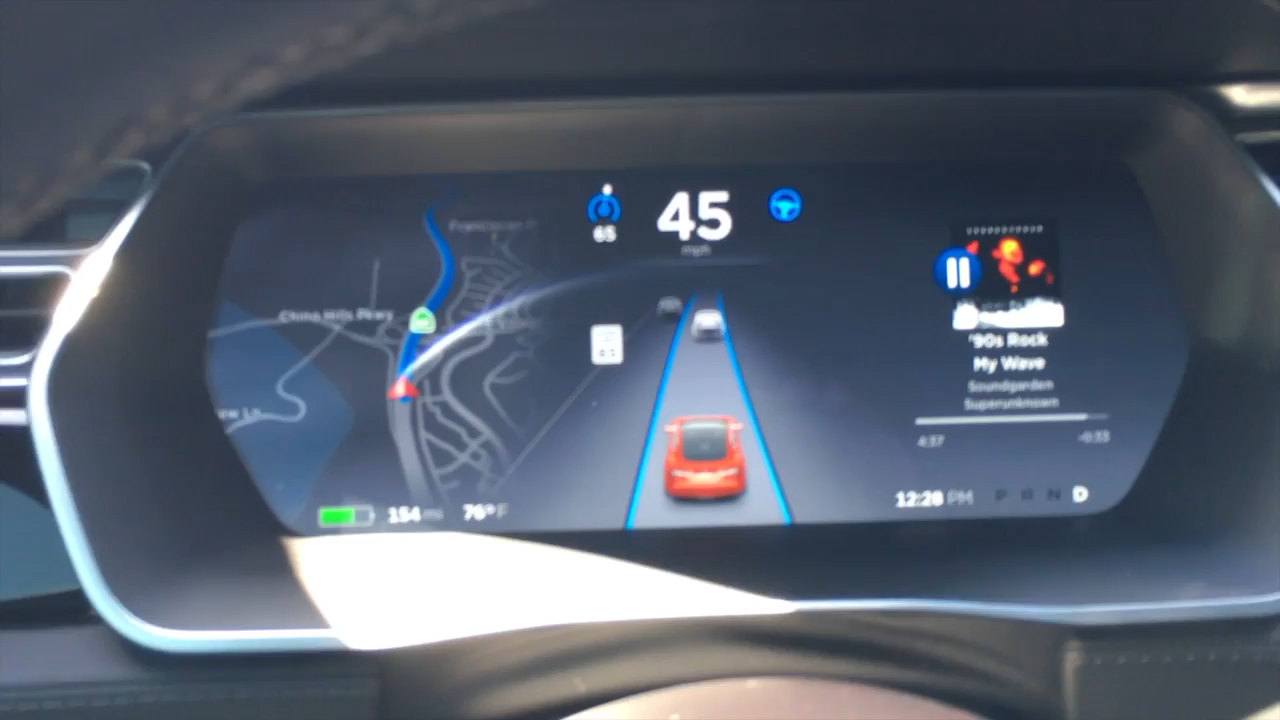 45
mph
65
China Hills Pkwy
'90s Rock
My Wave
Soundgarden
Superunknown
4:37
-0:33
154 mi
76°F
12:28 PM
P R N D